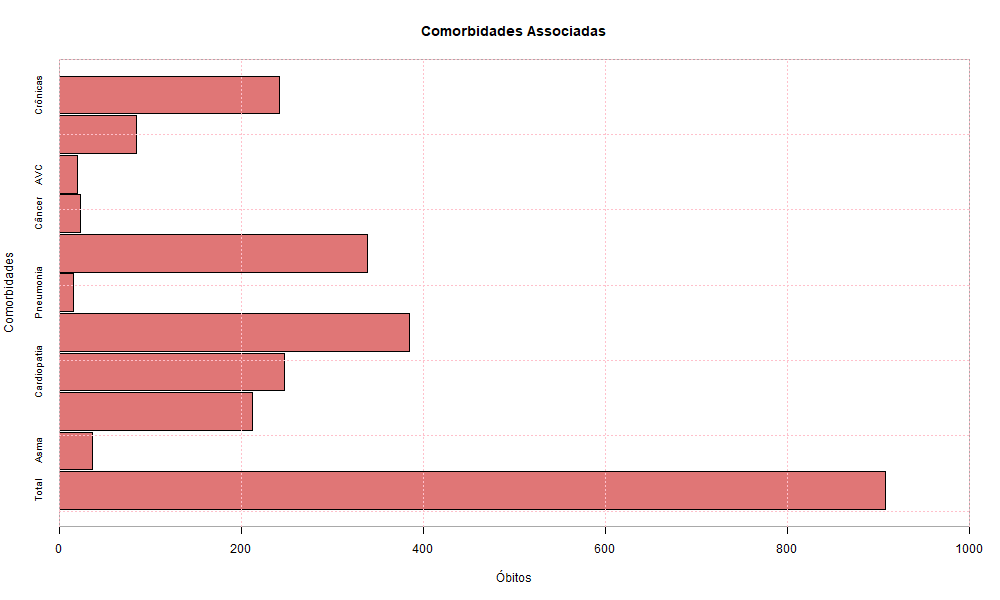 Comorbidades Associadas
Crônicas
AVC
Câncer
Pneumonia
Cardiopatia
Asma
Total
Comorbidades
0 200 400 600 800 1000
Óbitos